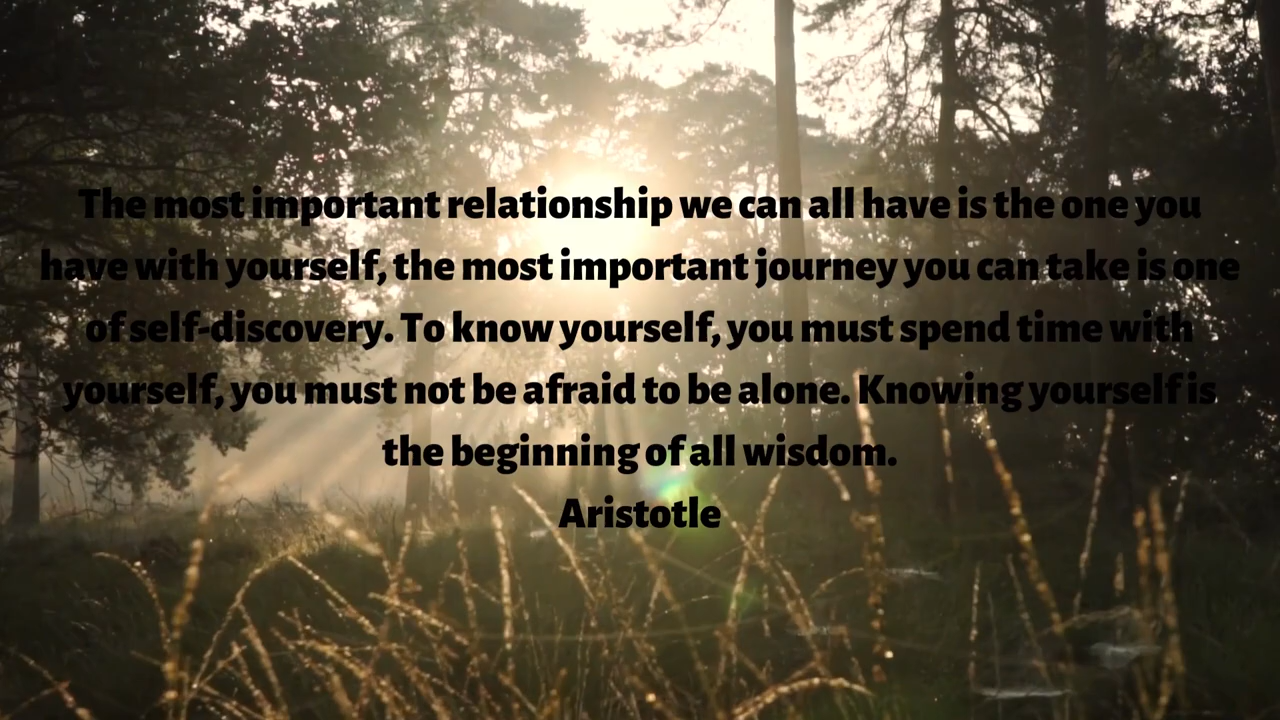 The most important relationship we can all have is the one you
have with yourself, the most important journey you can take is one
of self-discovery. To know yourself, you must spend time with
yourself, you must not be afraid to be alone. Knowing yourself is
the beginning of all wisdom.
Aristotle